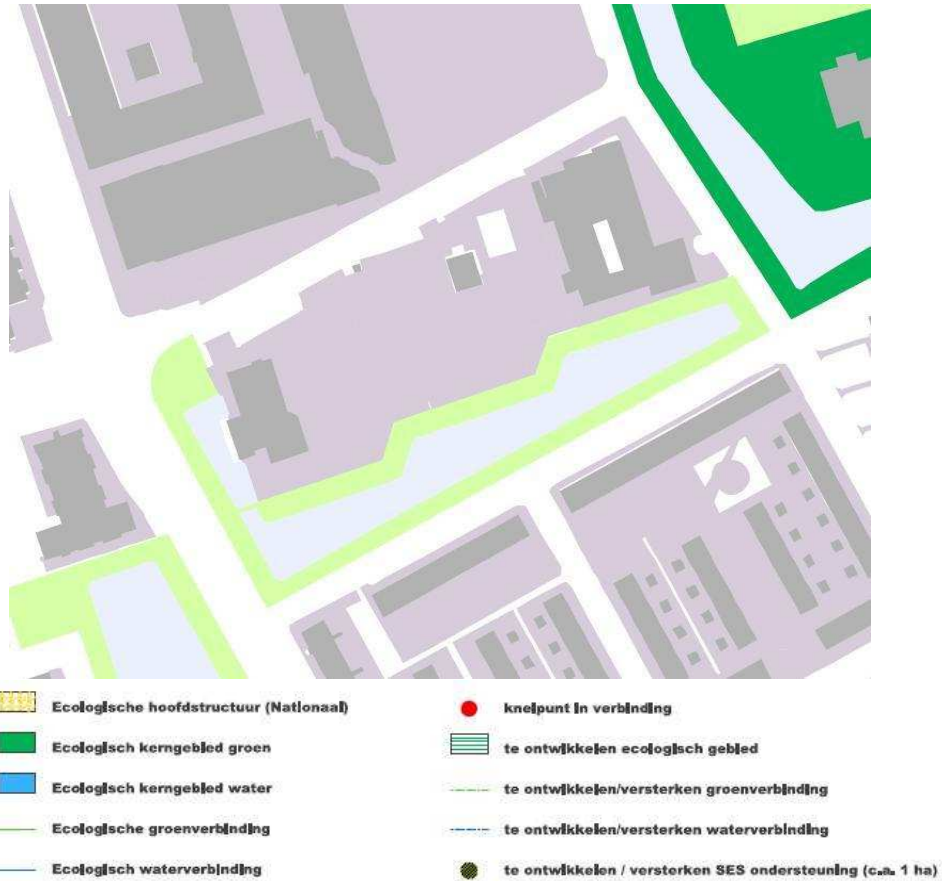 Ecologische hoofdstructuur (Nationaal)
Ecologisch kerngebied groen
Ecologisch kerngebied water
Ecologische groenverbinding
Ecologisch waterverbinding
knelpunt in verbinding
te ontwikkelen ecologisch gebied
te ontwikkelen/versterken groenverbinding
te ontwikkelen/versterken waterverbinding
te ontwikkelen / versterken SES ondersteuning (c.a. 1 ha)